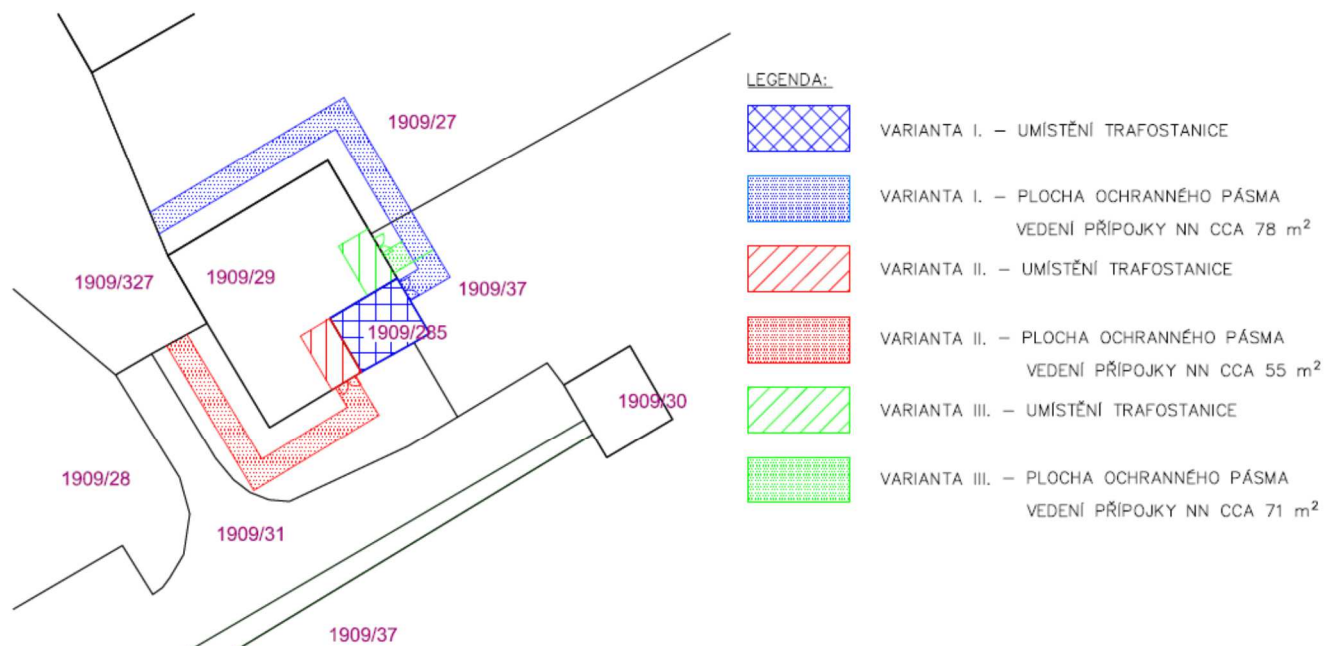 1909/27
1909/327
1909/29
1909/37
1909/285
1909/30
1909/28
1909/31
1909/37
LEGENDA:
VARIANTA I. – UMÍSTĚNÍ TRAFOSTANICE
VARIANTA I. – PLOCHA OCHRANNÉHO PÁSMA
VEDENÍ PŘÍPOJKY NN CCA 78 m²
VARIANTA II. – UMÍSTĚNÍ TRAFOSTANICE
VARIANTA II. – PLOCHA OCHRANNÉHO PÁSMA
VEDENÍ PŘÍPOJKY NN CCA 55 m²
VARIANTA III. – UMÍSTĚNÍ TRAFOSTANICE
VARIANTA III. – PLOCHA OCHRANNÉHO PÁSMA
VEDENÍ PŘÍPOJKY NN CCA 71 m²